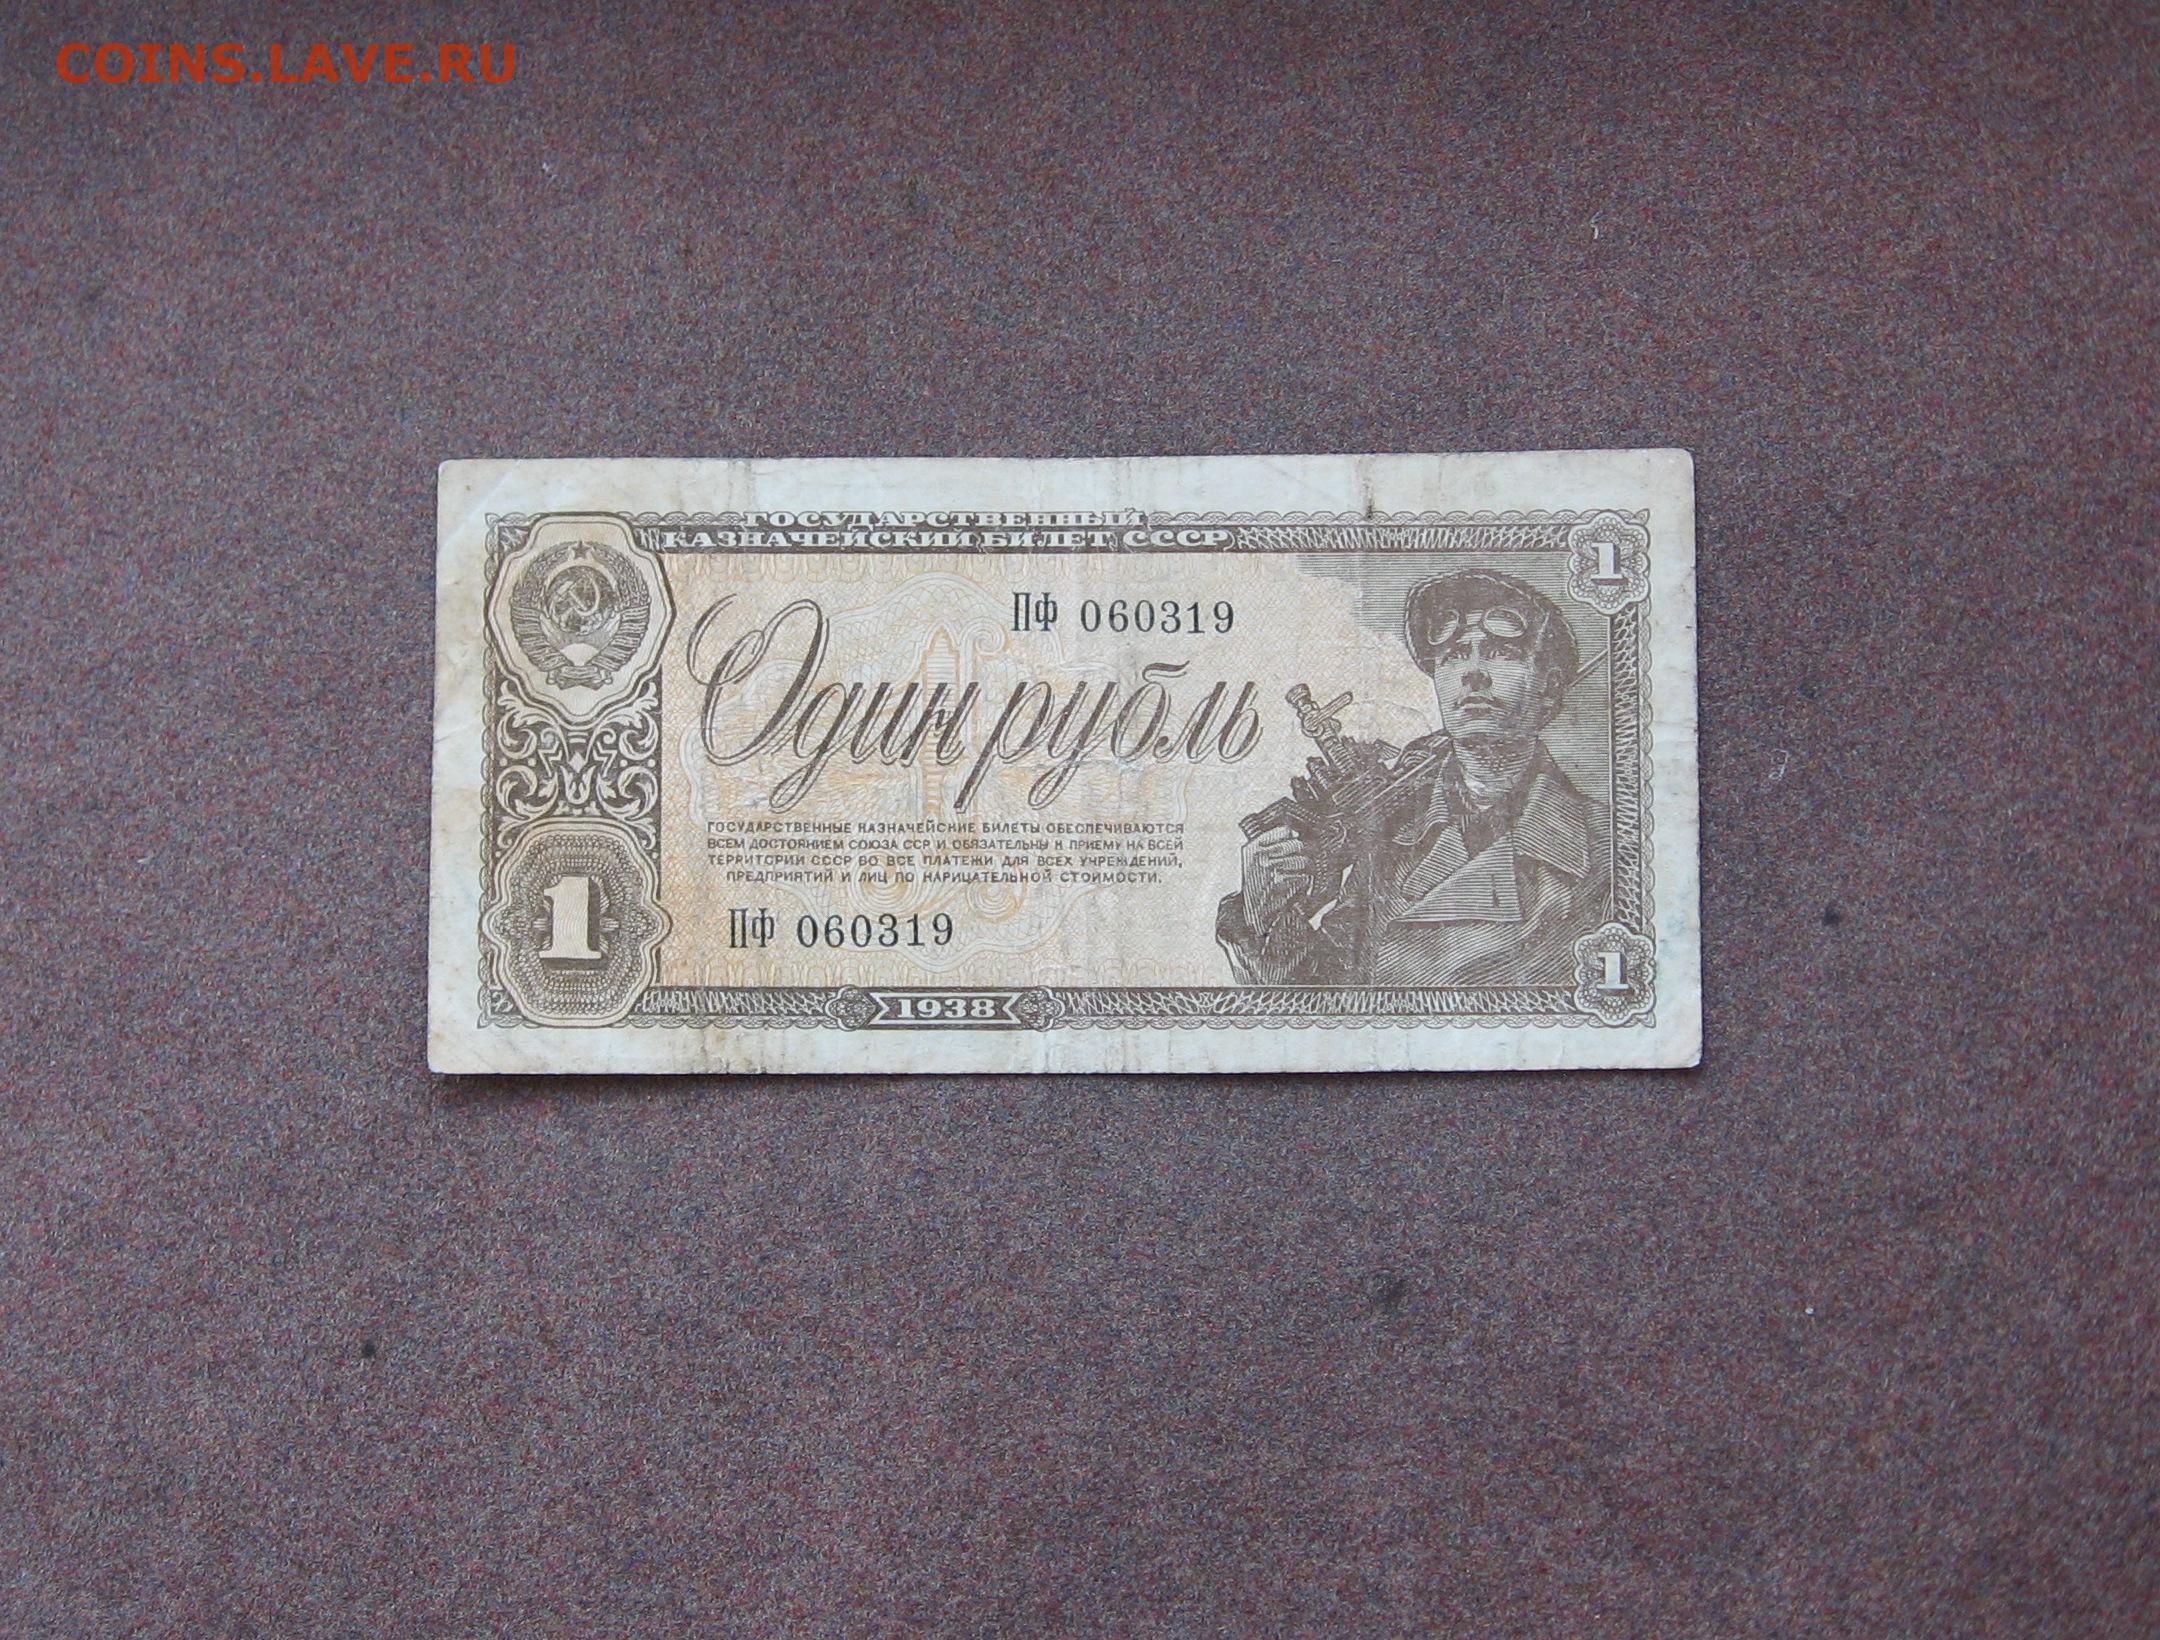 COINS.LAVE.RU
ГОСУДАРСТВЕННЫЙ
КАЗНАЧЕЙСКИЙ БИЛЕТ СССР
1
ПФ 060319
Один рубль
ГОСУДАРСТВЕННЫЕ КАЗНАЧЕЙСКИЕ БИЛЕТЫ ОБЕСПЕЧИВАЮТСЯ
ВСЕМ ДОСТОЯНИЕМ СОЮЗА ССР И ОБЯЗАТЕЛЬНЫ К ПРИЕМУ НА ВСЕЙ
ТЕРРИТОРИИ СССР ВО ВСЕ ПЛАТЕЖИ ДЛЯ ВСЕХ УЧРЕЖДЕНИЙ,
ПРЕДПРИЯТИЙ И ЛИЦ ПО НАРИЦАТЕЛЬНОЙ СТОИМОСТИ.
1
ПФ 060319
1
1938